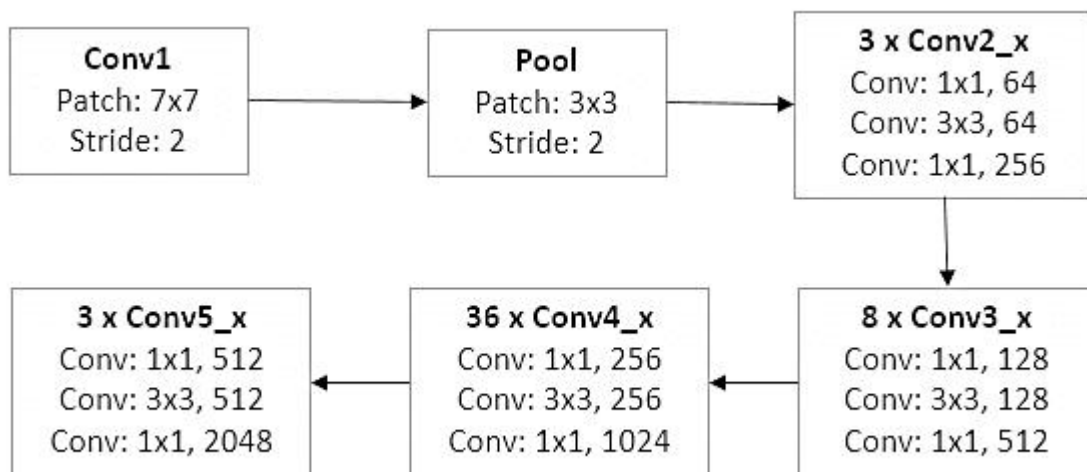 Conv1
Patch: 7x7
Stride: 2
Pool
Patch: 3x3
Stride: 2
3 x Conv2_x
Conv: 1x1, 64
Conv: 3x3, 64
Conv: 1x1, 256
8 x Conv3_x
Conv: 1x1, 128
Conv: 3x3, 128
Conv: 1x1, 512
36 x Conv4_x
Conv: 1x1, 256
Conv: 3x3, 256
Conv: 1x1, 1024
3 x Conv5_x
Conv: 1x1, 512
Conv: 3x3, 512
Conv: 1x1, 2048